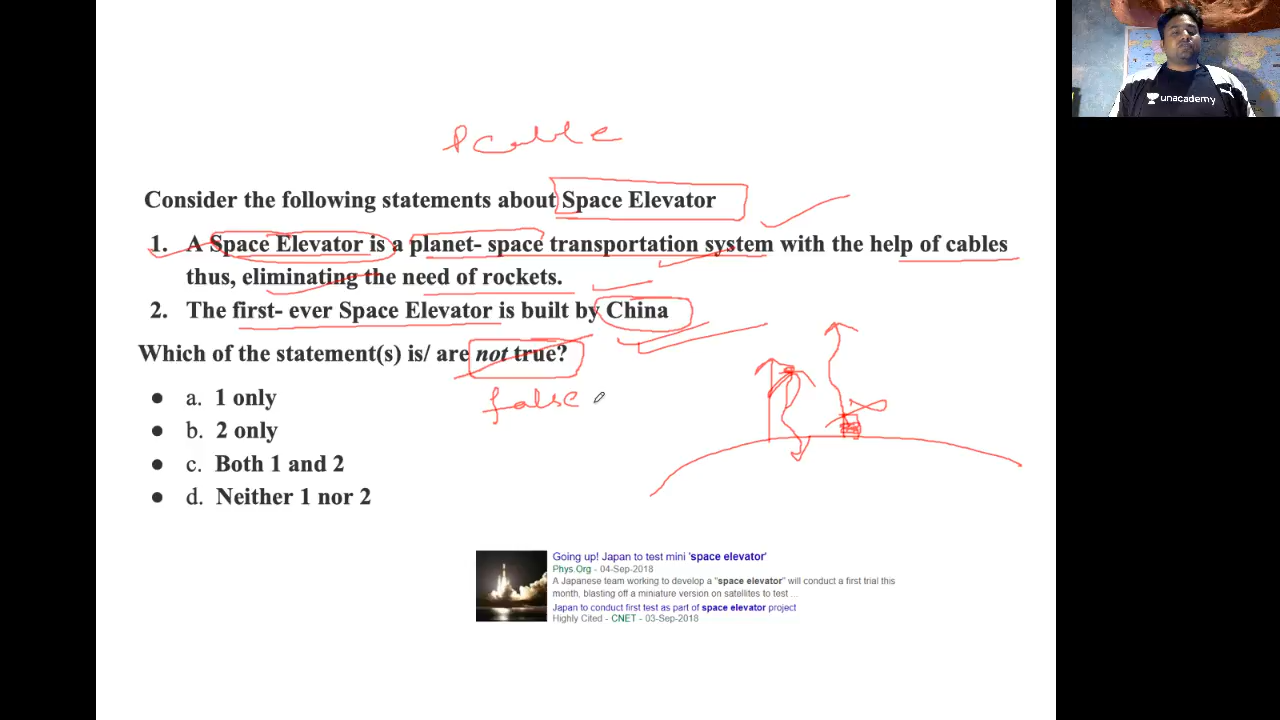 cable
unacademy
Consider the following statements about Space Elevator
1. A Space Elevator is a planet- space transportation system with the help of cables
thus, eliminating the need of rockets.
2. The first- ever Space Elevator is built by China
Which of the statement(s) is/ are not true?
false
● a. 1 only
● b. 2 only
● c. Both 1 and 2
● d. Neither 1 nor 2
Going up! Japan to test mini 'space elevator'
Phys.Org - 04-Sep-2018
A Japanese team working to develop a "space elevator" will conduct a first trial this
month, blasting off a miniature version on satellites to test ...
Japan to conduct first test as part of space elevator project
Highly Cited - CNET - 03-Sep-2018